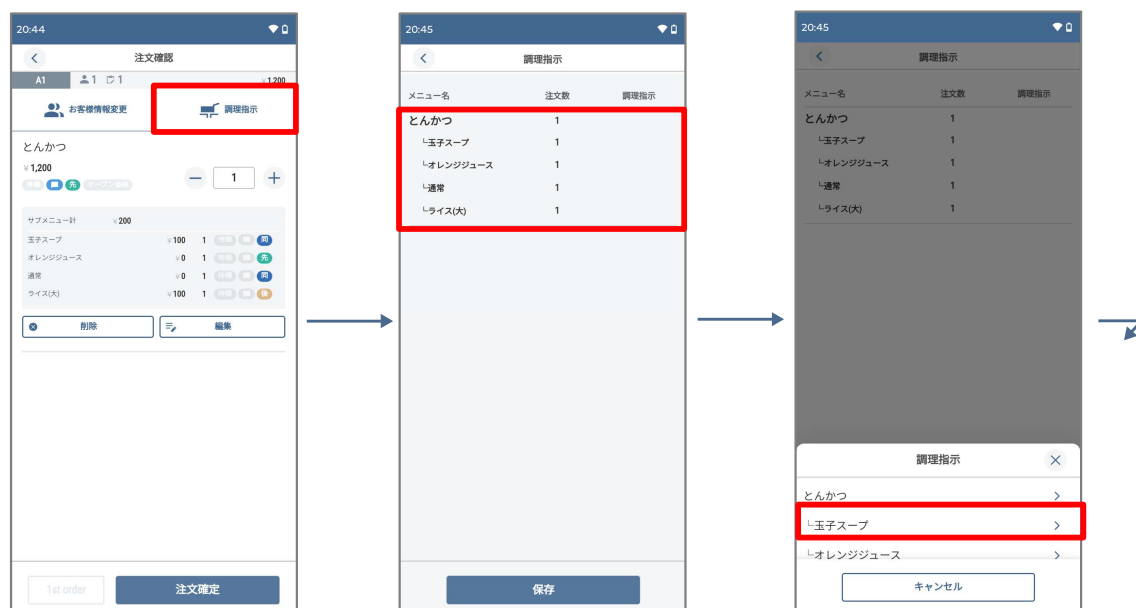 20:44
注文確認
A1 1 1 ¥1,200
お客様情報変更 調理指示
とんかつ
¥1,200
先 オープン価格
1
サブメニュー計 ¥200
玉子スープ ¥100 1 同
オレンジジュース ¥0 1 先
通常 ¥0 1 同
ライス(大) ¥100 1 後
削除 編集
1st order 注文確定
20:45
調理指示
メニュー名 注文数 調理指示
とんかつ 1
└玉子スープ 1
└オレンジジュース 1
└通常 1
└ライス(大) 1
保存
20:45
調理指示
メニュー名 注文数 調理指示
とんかつ 1
└玉子スープ 1
└オレンジジュース 1
└通常 1
└ライス(大) 1
調理指示
とんかつ
└玉子スープ
└オレンジジュース
キャンセル